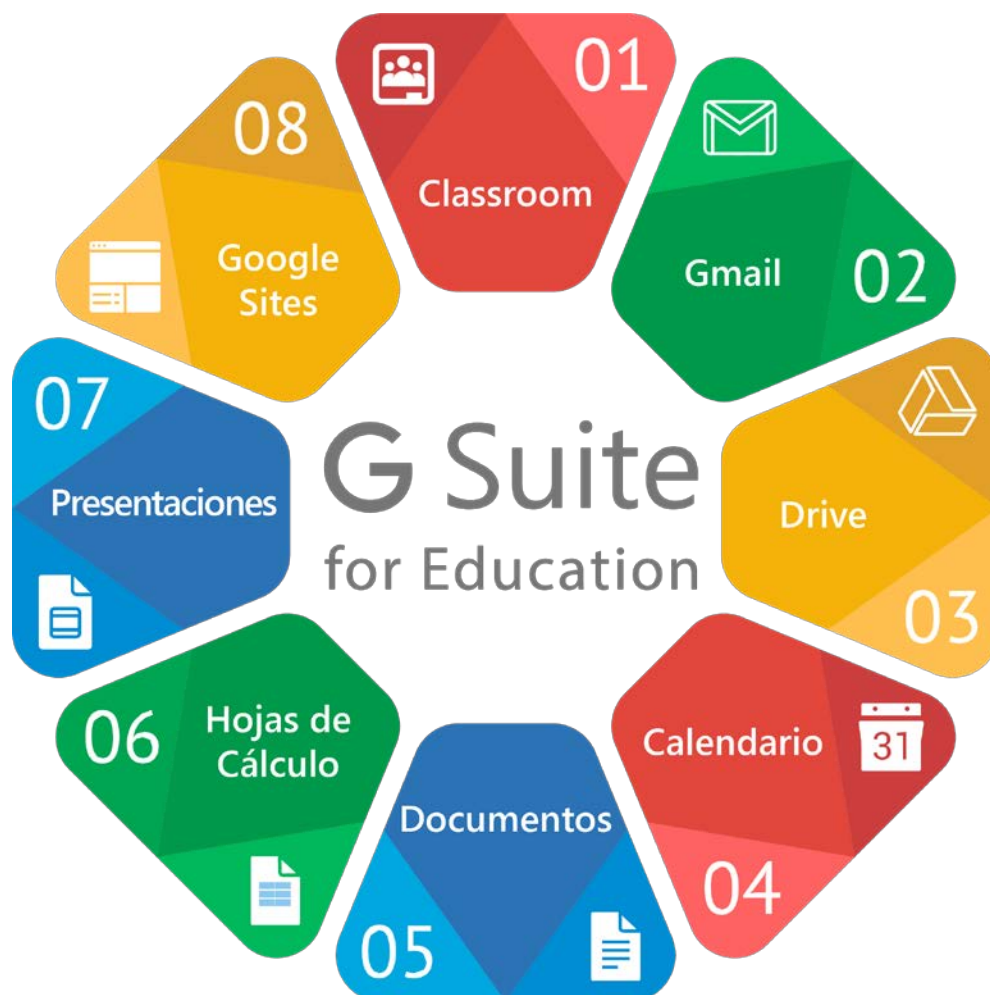 01
Classroom
02
Gmail
03
Drive
04
Calendario
31
05
Documentos
06
Hojas de
Cálculo
07
Presentaciones
08
Google
Sites
G Suite
for Education